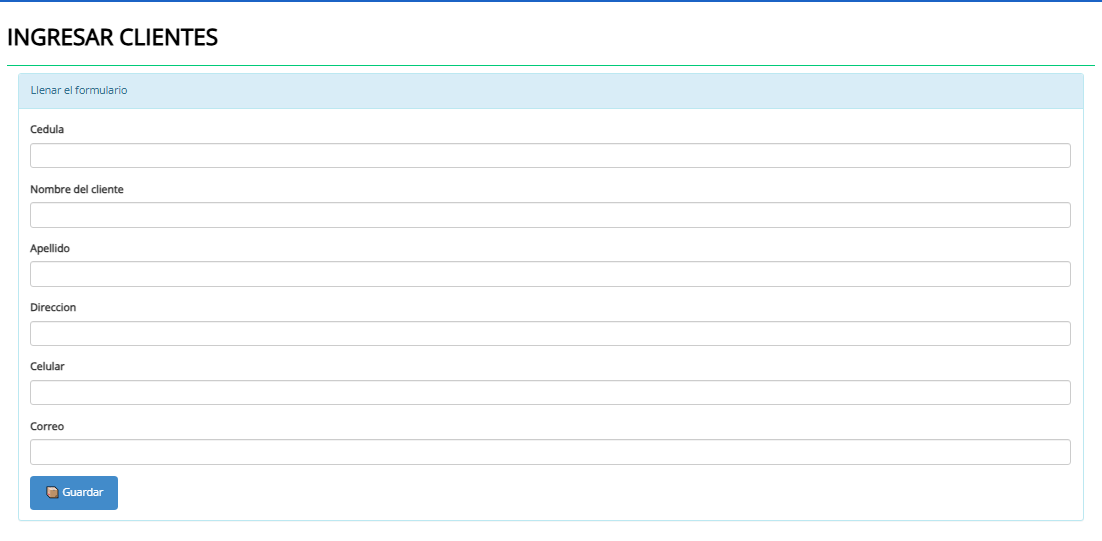 INGRESAR CLIENTES
Llenar el formulario
Cedula
Nombre del cliente
Apellido
Direccion
Celular
Correo
Guardar